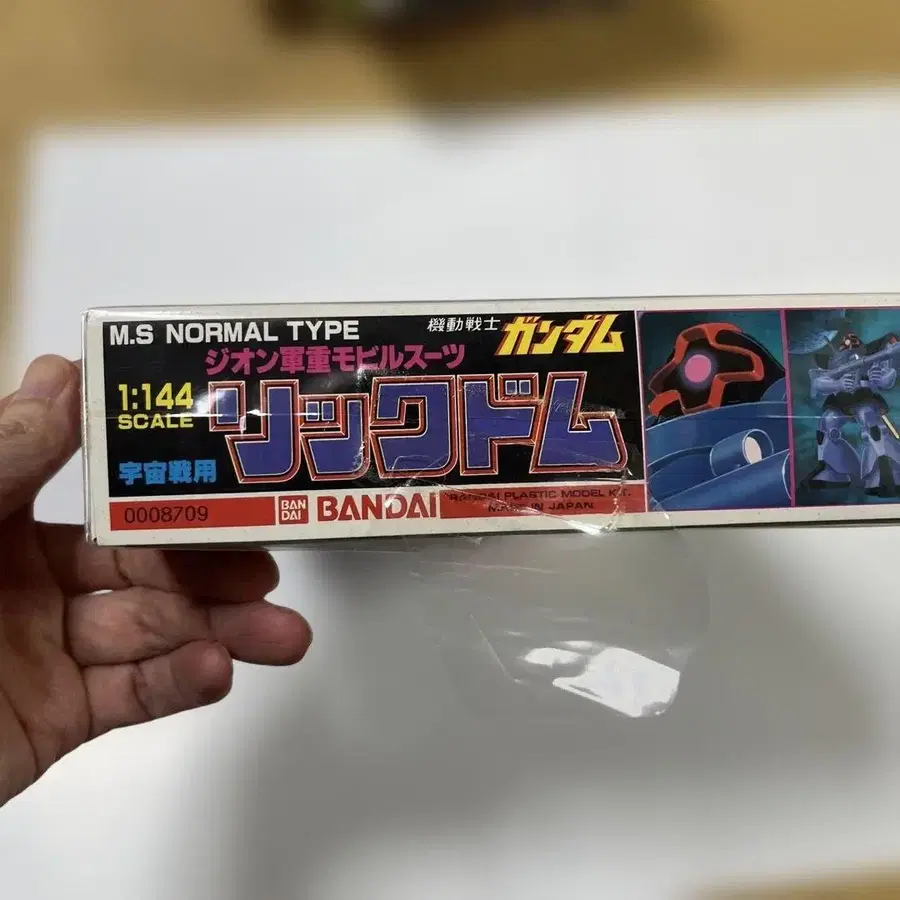 M.S NORMAL TYPE
機動戦士 ガンダム
ジオン軍重モビルスーツ
1:144
SCALE
リックドム
宇宙戦用
0008709
BAN
DAI
BANDAI
BANDAI PLASTIC MODEL KIT.
MADE IN JAPAN